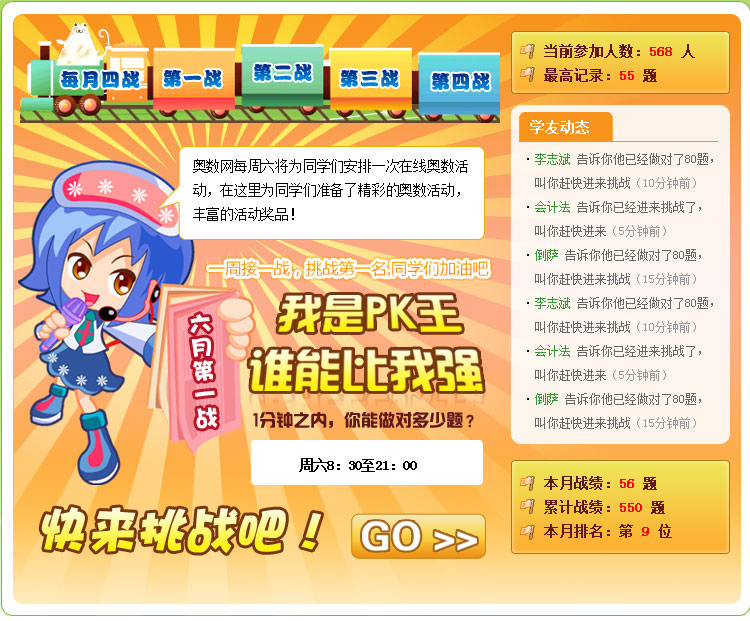 每月四战
第一战
第二战
第三战
第四战
奥数网每周六将为同学们安排一次在线奥数活
动，在这里为同学们准备了精彩的奥数活动，
丰富的活动奖品！
一周接一战，挑战第一名,同学们加油吧
六月第一战
我是PK王
谁能比我强
1分钟之内，你能做对多少题？
周六8：30至21：00
快来挑战吧！
GO >>
当前参加人数：568 人
最高记录：55 题
学友动态
· 李志斌 告诉你他已经做对了80题，
叫你赶快进来挑战（10分钟前）
· 会计法 告诉你他已经进来挑战了，
叫你赶快进来（5分钟前）
· 倒萨 告诉你他已经做对了80题，
叫你赶快进来挑战（15分钟前）
· 李志斌 告诉你他已经做对了80题，
叫你赶快进来挑战（10分钟前）
· 会计法 告诉你他已经进来挑战了，
叫你赶快进来（5分钟前）
· 倒萨 告诉你他已经做对了80题，
叫你赶快进来挑战（15分钟前）
本月战绩：56 题
累计战绩：550 题
本月排名：第 9 位